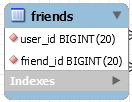 friends
user_id BIGINT(20)
friend_id BIGINT(20)
Indexes